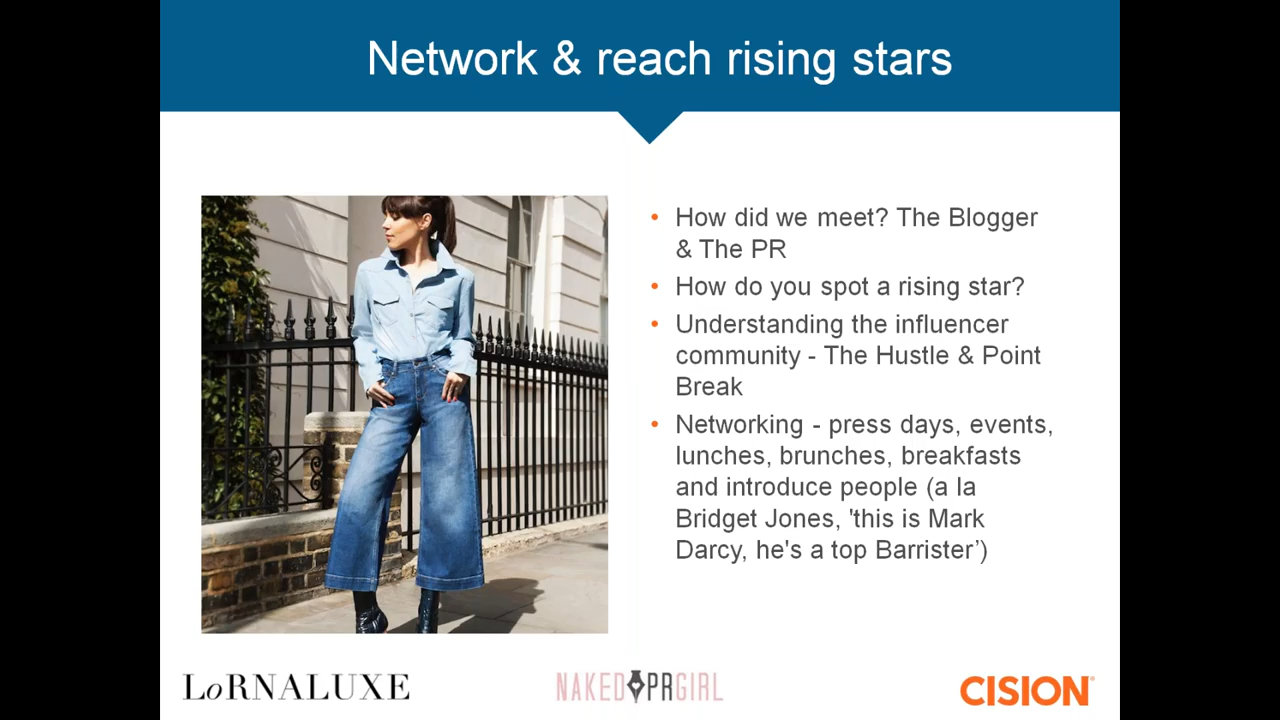 Network & reach rising stars
• How did we meet? The Blogger
& The PR
• How do you spot a rising star?
• Understanding the influencer
community - The Hustle & Point
Break
• Networking - press days, events,
lunches, brunches, breakfasts
and introduce people (a la
Bridget Jones, 'this is Mark
Darcy, he's a top Barrister’)
LoRNALUXE
NAKED PRGIRL
CISION®